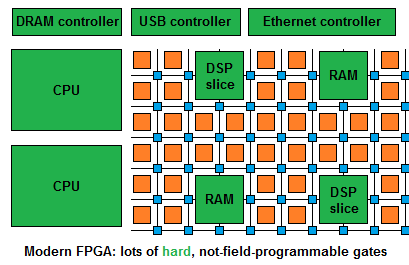 DRAM controller
USB controller
Ethernet controller
CPU
DSP
slice
RAM
CPU
RAM
DSP
slice
Modern FPGA: lots of hard, not-field-programmable gates